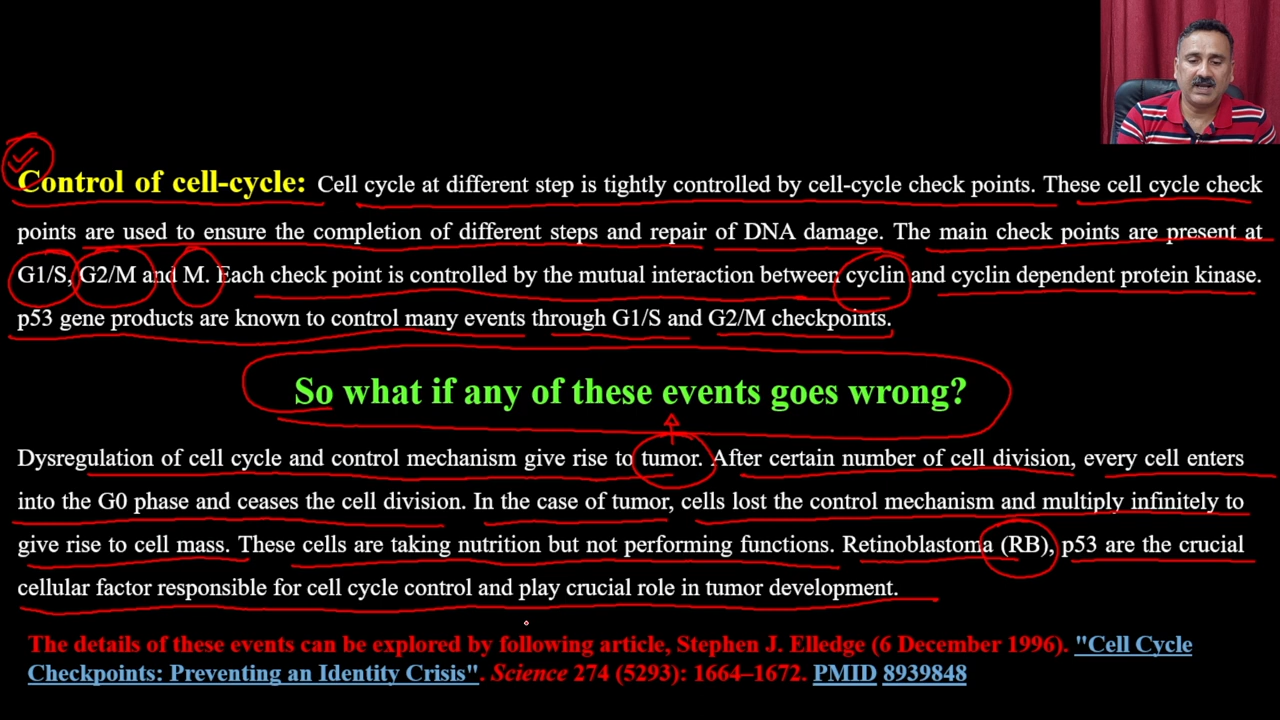 Control of cell-cycle: Cell cycle at different step is tightly controlled by cell-cycle check points. These cell cycle check
points are used to ensure the completion of different steps and repair of DNA damage. The main check points are present at
G1/S, G2/M and M. Each check point is controlled by the mutual interaction between cyclin and cyclin dependent protein kinase.
p53 gene products are known to control many events through G1/S and G2/M checkpoints.
So what if any of these events goes wrong?
Dysregulation of cell cycle and control mechanism give rise to tumor. After certain number of cell division, every cell enters
into the G0 phase and ceases the cell division. In the case of tumor, cells lost the control mechanism and multiply infinitely to
give rise to cell mass. These cells are taking nutrition but not performing functions. Retinoblastoma (RB), p53 are the crucial
cellular factor responsible for cell cycle control and play crucial role in tumor development.
The details of these events can be explored by following article, Stephen J. Elledge (6 December 1996). "Cell Cycle
Checkpoints: Preventing an Identity Crisis". Science 274 (5293): 1664–1672. PMID 8939848